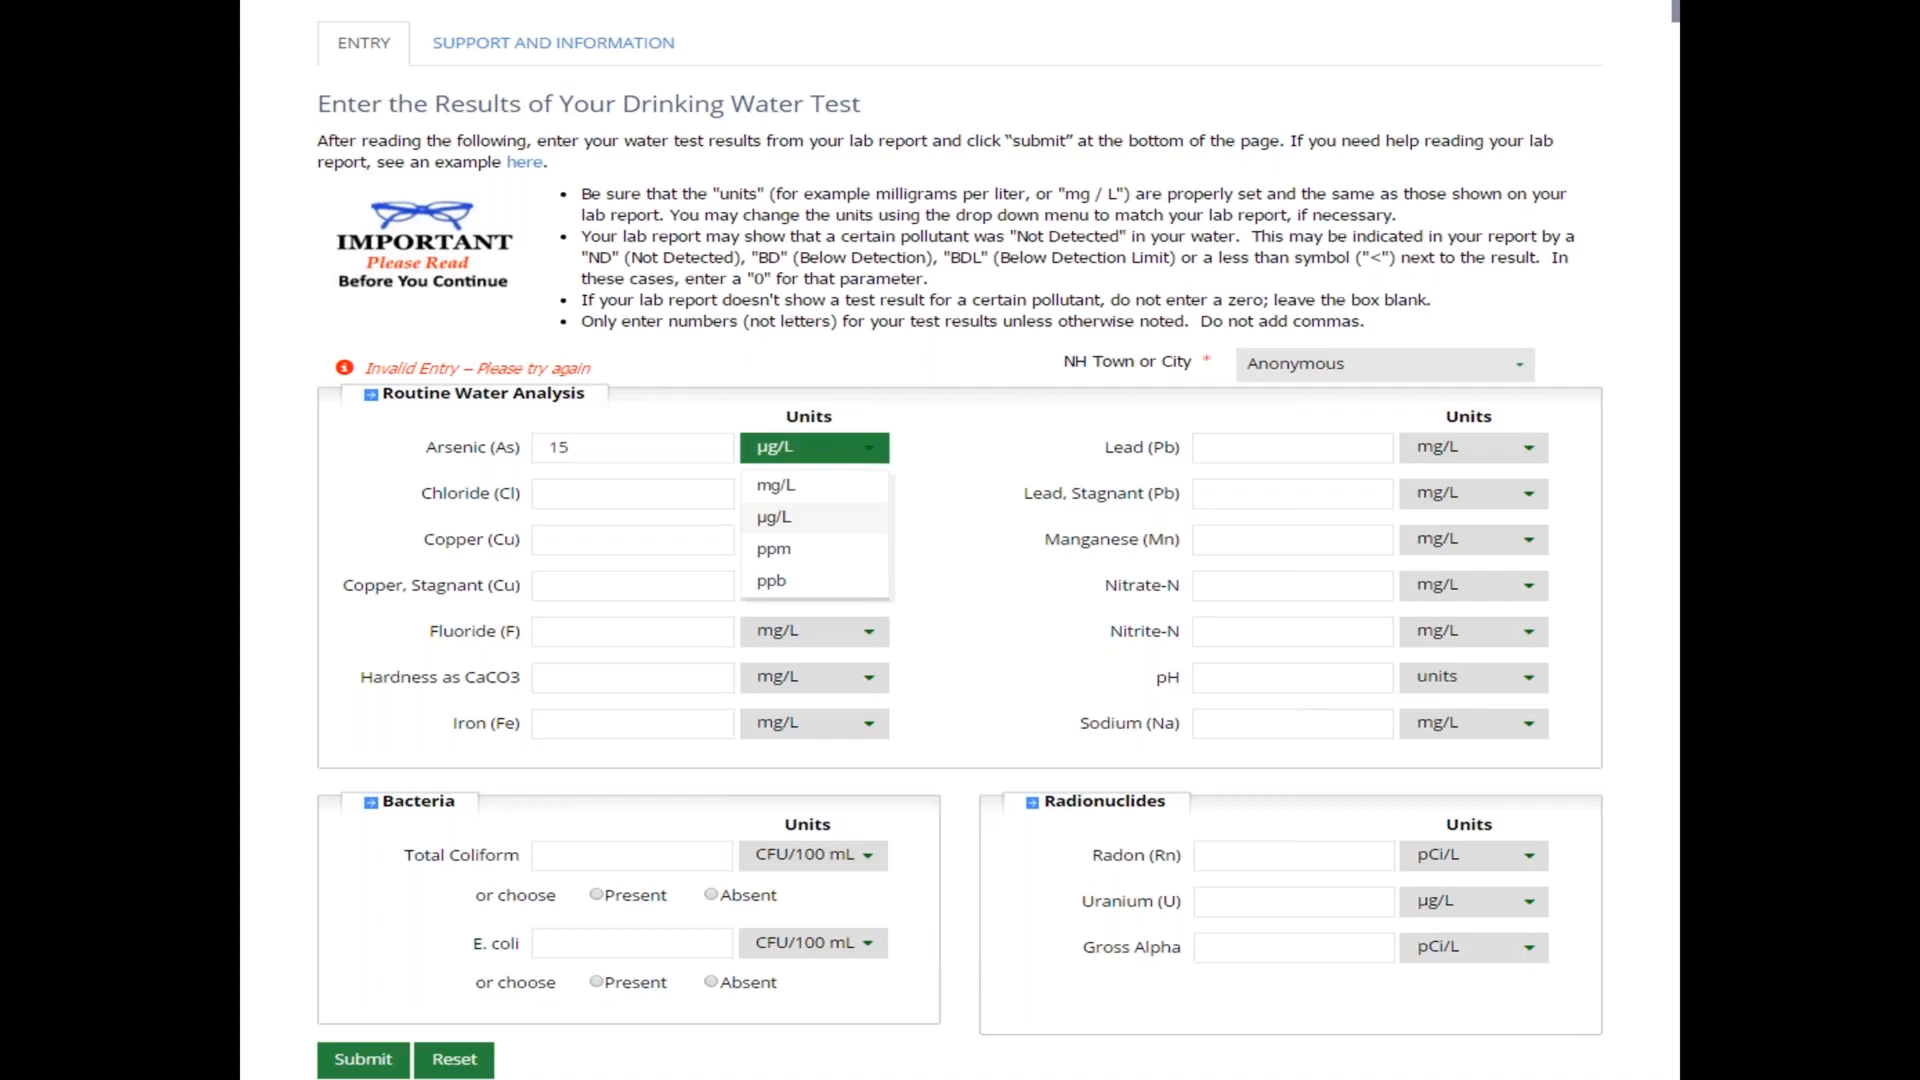 ENTRY
SUPPORT AND INFORMATION
Enter the Results of Your Drinking Water Test
After reading the following, enter your water test results from your lab report and click “submit” at the bottom of the page. If you need help reading your lab
report, see an example here.
IMPORTANT
Please Read
Before You Continue
• Be sure that the "units" (for example milligrams per liter, or "mg / L") are properly set and the same as those shown on your
lab report. You may change the units using the drop down menu to match your lab report, if necessary.
• Your lab report may show that a certain pollutant was "Not Detected" in your water. This may be indicated in your report by a
"ND" (Not Detected), "BD" (Below Detection), "BDL" (Below Detection Limit) or a less than symbol ("<") next to the result. In
these cases, enter a "0" for that parameter.
• If your lab report doesn't show a test result for a certain pollutant, do not enter a zero; leave the box blank.
• Only enter numbers (not letters) for your test results unless otherwise noted. Do not add commas.
Invalid Entry – Please try again
NH Town or City * Anonymous
Routine Water Analysis
Units
Arsenic (As) 15 µg/L
mg/L
µg/L
ppm
ppb
Chloride (Cl)
Copper (Cu)
Copper, Stagnant (Cu)
Fluoride (F) mg/L
Hardness as CaCO3 mg/L
Iron (Fe) mg/L
Units
Lead (Pb) mg/L
Lead, Stagnant (Pb) mg/L
Manganese (Mn) mg/L
Nitrate-N mg/L
Nitrite-N mg/L
pH units
Sodium (Na) mg/L
Bacteria
Units
Total Coliform CFU/100 mL
or choose Present Absent
E. coli CFU/100 mL
or choose Present Absent
Radionuclides
Units
Radon (Rn) pCi/L
Uranium (U) µg/L
Gross Alpha pCi/L
Submit Reset